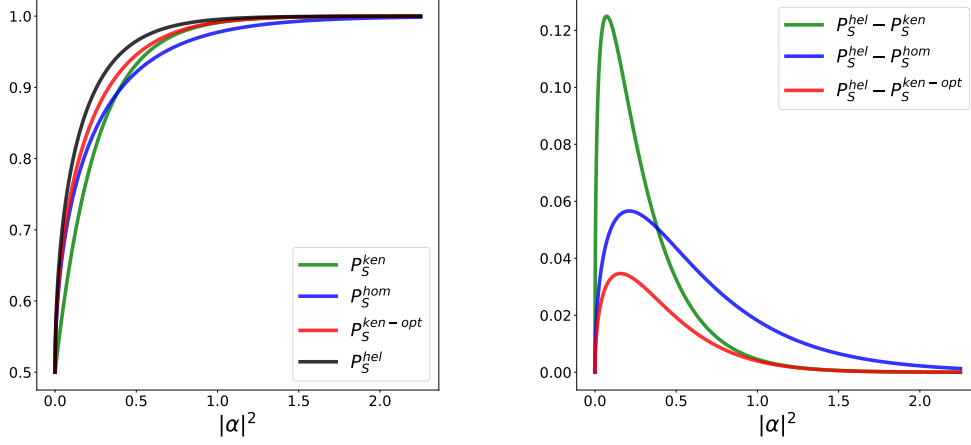 1.0
0.9
0.8
0.7
0.6
0.5
0.0 0.5 1.0 1.5 2.0
|α|²
P_S^{ken}
P_S^{hom}
P_S^{ken-opt}
P_S^{hel}
0.12
0.10
0.08
0.06
0.04
0.02
0.00
0.0 0.5 1.0 1.5 2.0
|α|²
P_S^{hel} − P_S^{ken}
P_S^{hel} − P_S^{hom}
P_S^{hel} − P_S^{ken-opt}